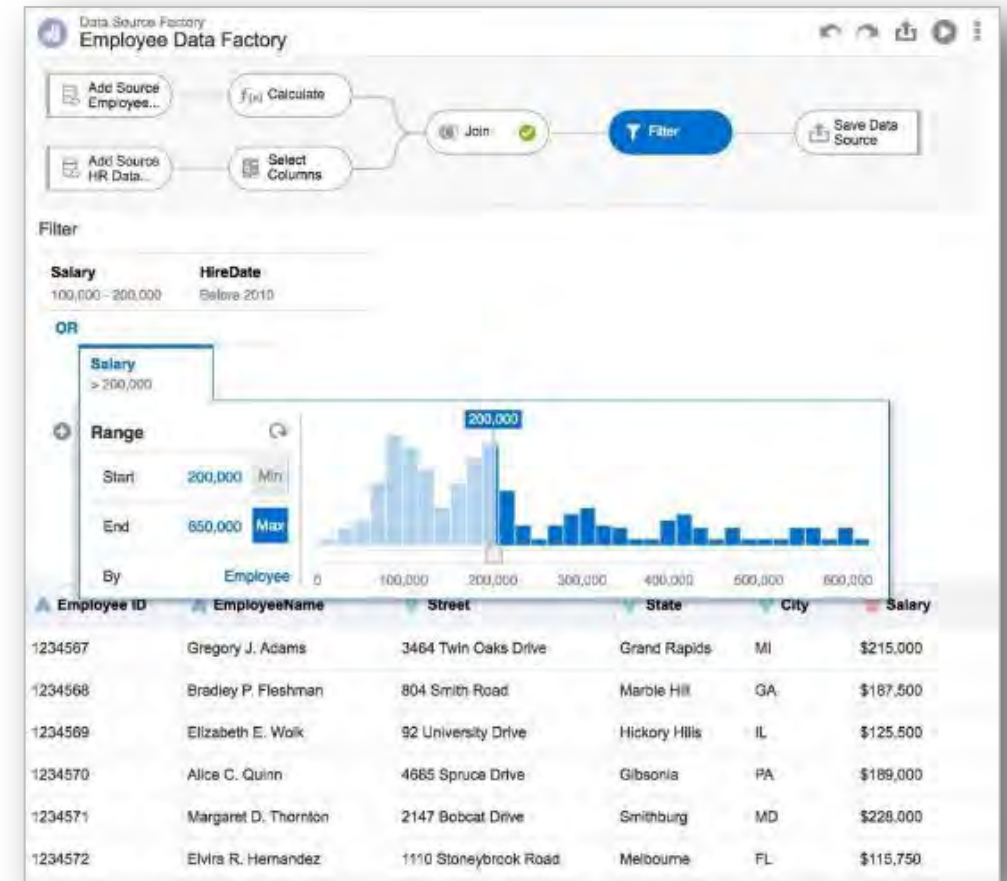 Data Source Factory
Employee Data Factory
Add Source
Employee...
f(x) Calculate
Join
Filter
Save Data
Source
Add Source
HR Data...
Select
Columns
Filter
Salary HireDate
100,000 - 200,000 Before 2010
OR
Salary
> 200,000
200,000
Range
Start 200,000 Min
End 650,000 Max
By Employee
0 100,000 200,000 300,000 400,000 500,000 600,000
A Employee ID A EmployeeName Street State City Salary
1234567 Gregory J. Adams 3464 Twin Oaks Drive Grand Rapids MI $215,000
1234568 Bradley P. Fleshman 804 Smith Road Marble Hill GA $187,500
1234569 Elizabeth E. Wolk 92 University Drive Hickory Hills IL $125,500
1234570 Alice C. Quinn 4685 Spruce Drive Gibsonia PA $189,000
1234571 Margaret D. Thornton 2147 Bobcat Drive Smithburg MD $228,000
1234572 Elvira R. Hernandez 1110 Stoneybrook Road Melbourne FL $115,750